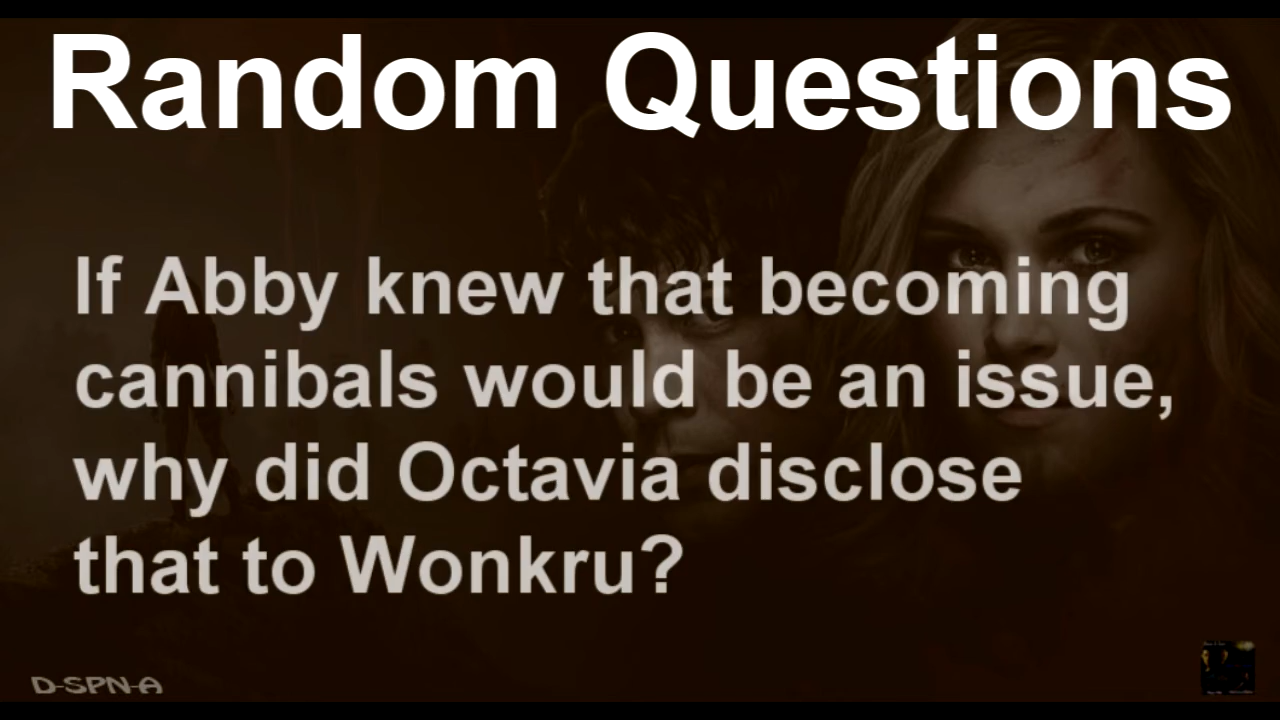 Random Questions
If Abby knew that becoming
cannibals would be an issue,
why did Octavia disclose
that to Wonkru?
D-SPN-A